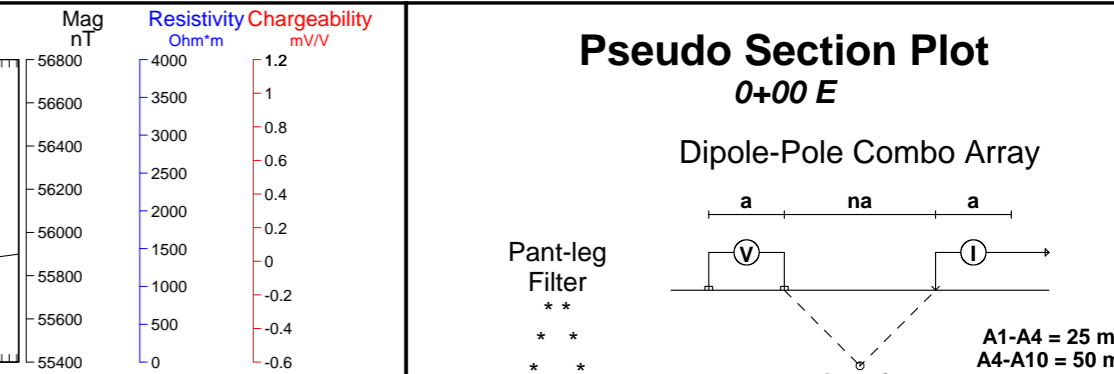 Mag
nT
56800
56600
56400
56200
56000
55800
55600
55400
Resistivity
Ohm*m
4000
3500
3000
2500
2000
1500
1000
500
0
Chargeability
mV/V
1.2
1
0.8
0.6
0.4
0.2
0
-0.2
-0.4
-0.6
Pseudo Section Plot
0+00 E
Dipole-Pole Combo Array
a na a
V I
Pant-leg
Filter
* *
* *
* *
A1-A4 = 25 m
A4-A10 = 50 m